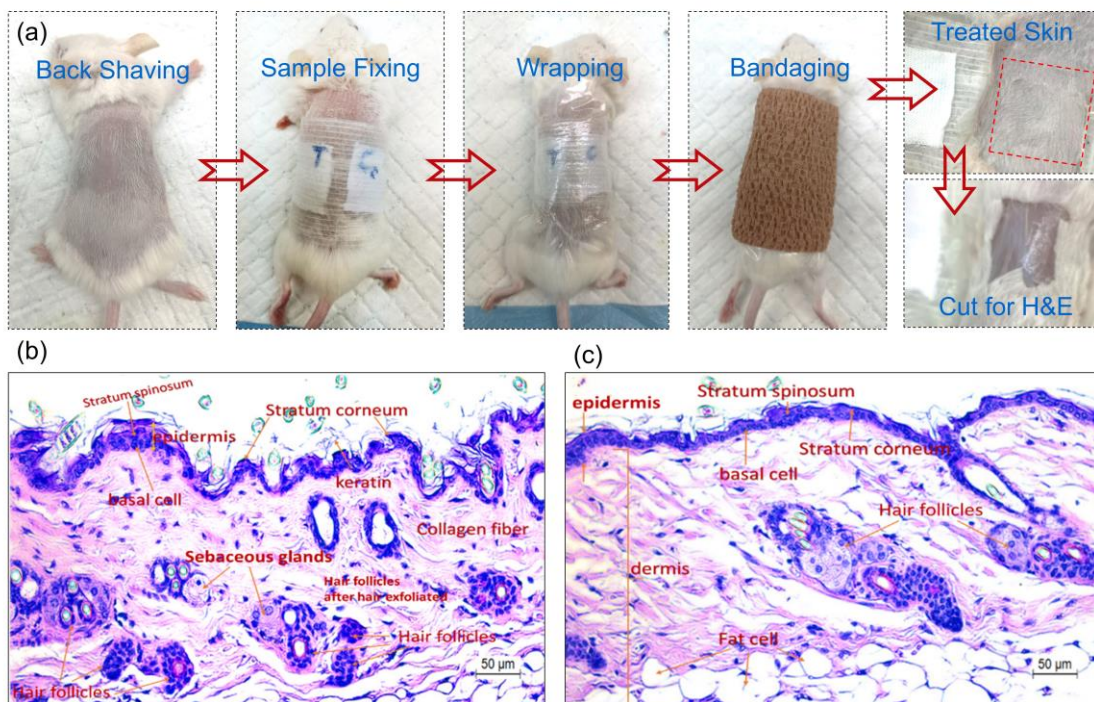 (a)
Back Shaving
Sample Fixing
Wrapping
Bandaging
Treated Skin
T
Cut for H&E
(b)
Stratum spinosum
Stratum corneum
epidermis
basal cell
keratin
Collagen fiber
Sebaceous glands
Hair follicles
after hair exfoliated
Hair follicles
Hair follicles
50 μm
(c)
epidermis
Stratum spinosum
Stratum corneum
basal cell
Hair follicles
dermis
Fat cell
50 μm